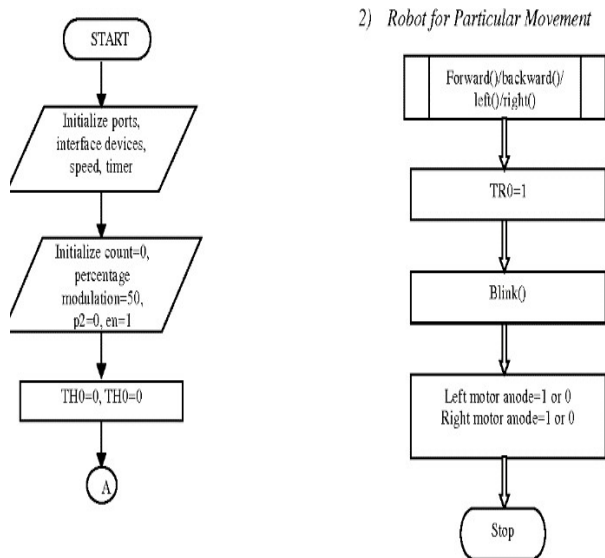 START
Initialize ports,
interface devices,
speed, timer
Initialize count=0,
percentage
modulation=50,
p2=0, en=1
TH0=0, TH0=0
A
2) Robot for Particular Movement
Forward()/backward()/
left()/right()
TR0=1
Blink()
Left motor anode=1 or 0
Right motor anode=1 or 0
Stop